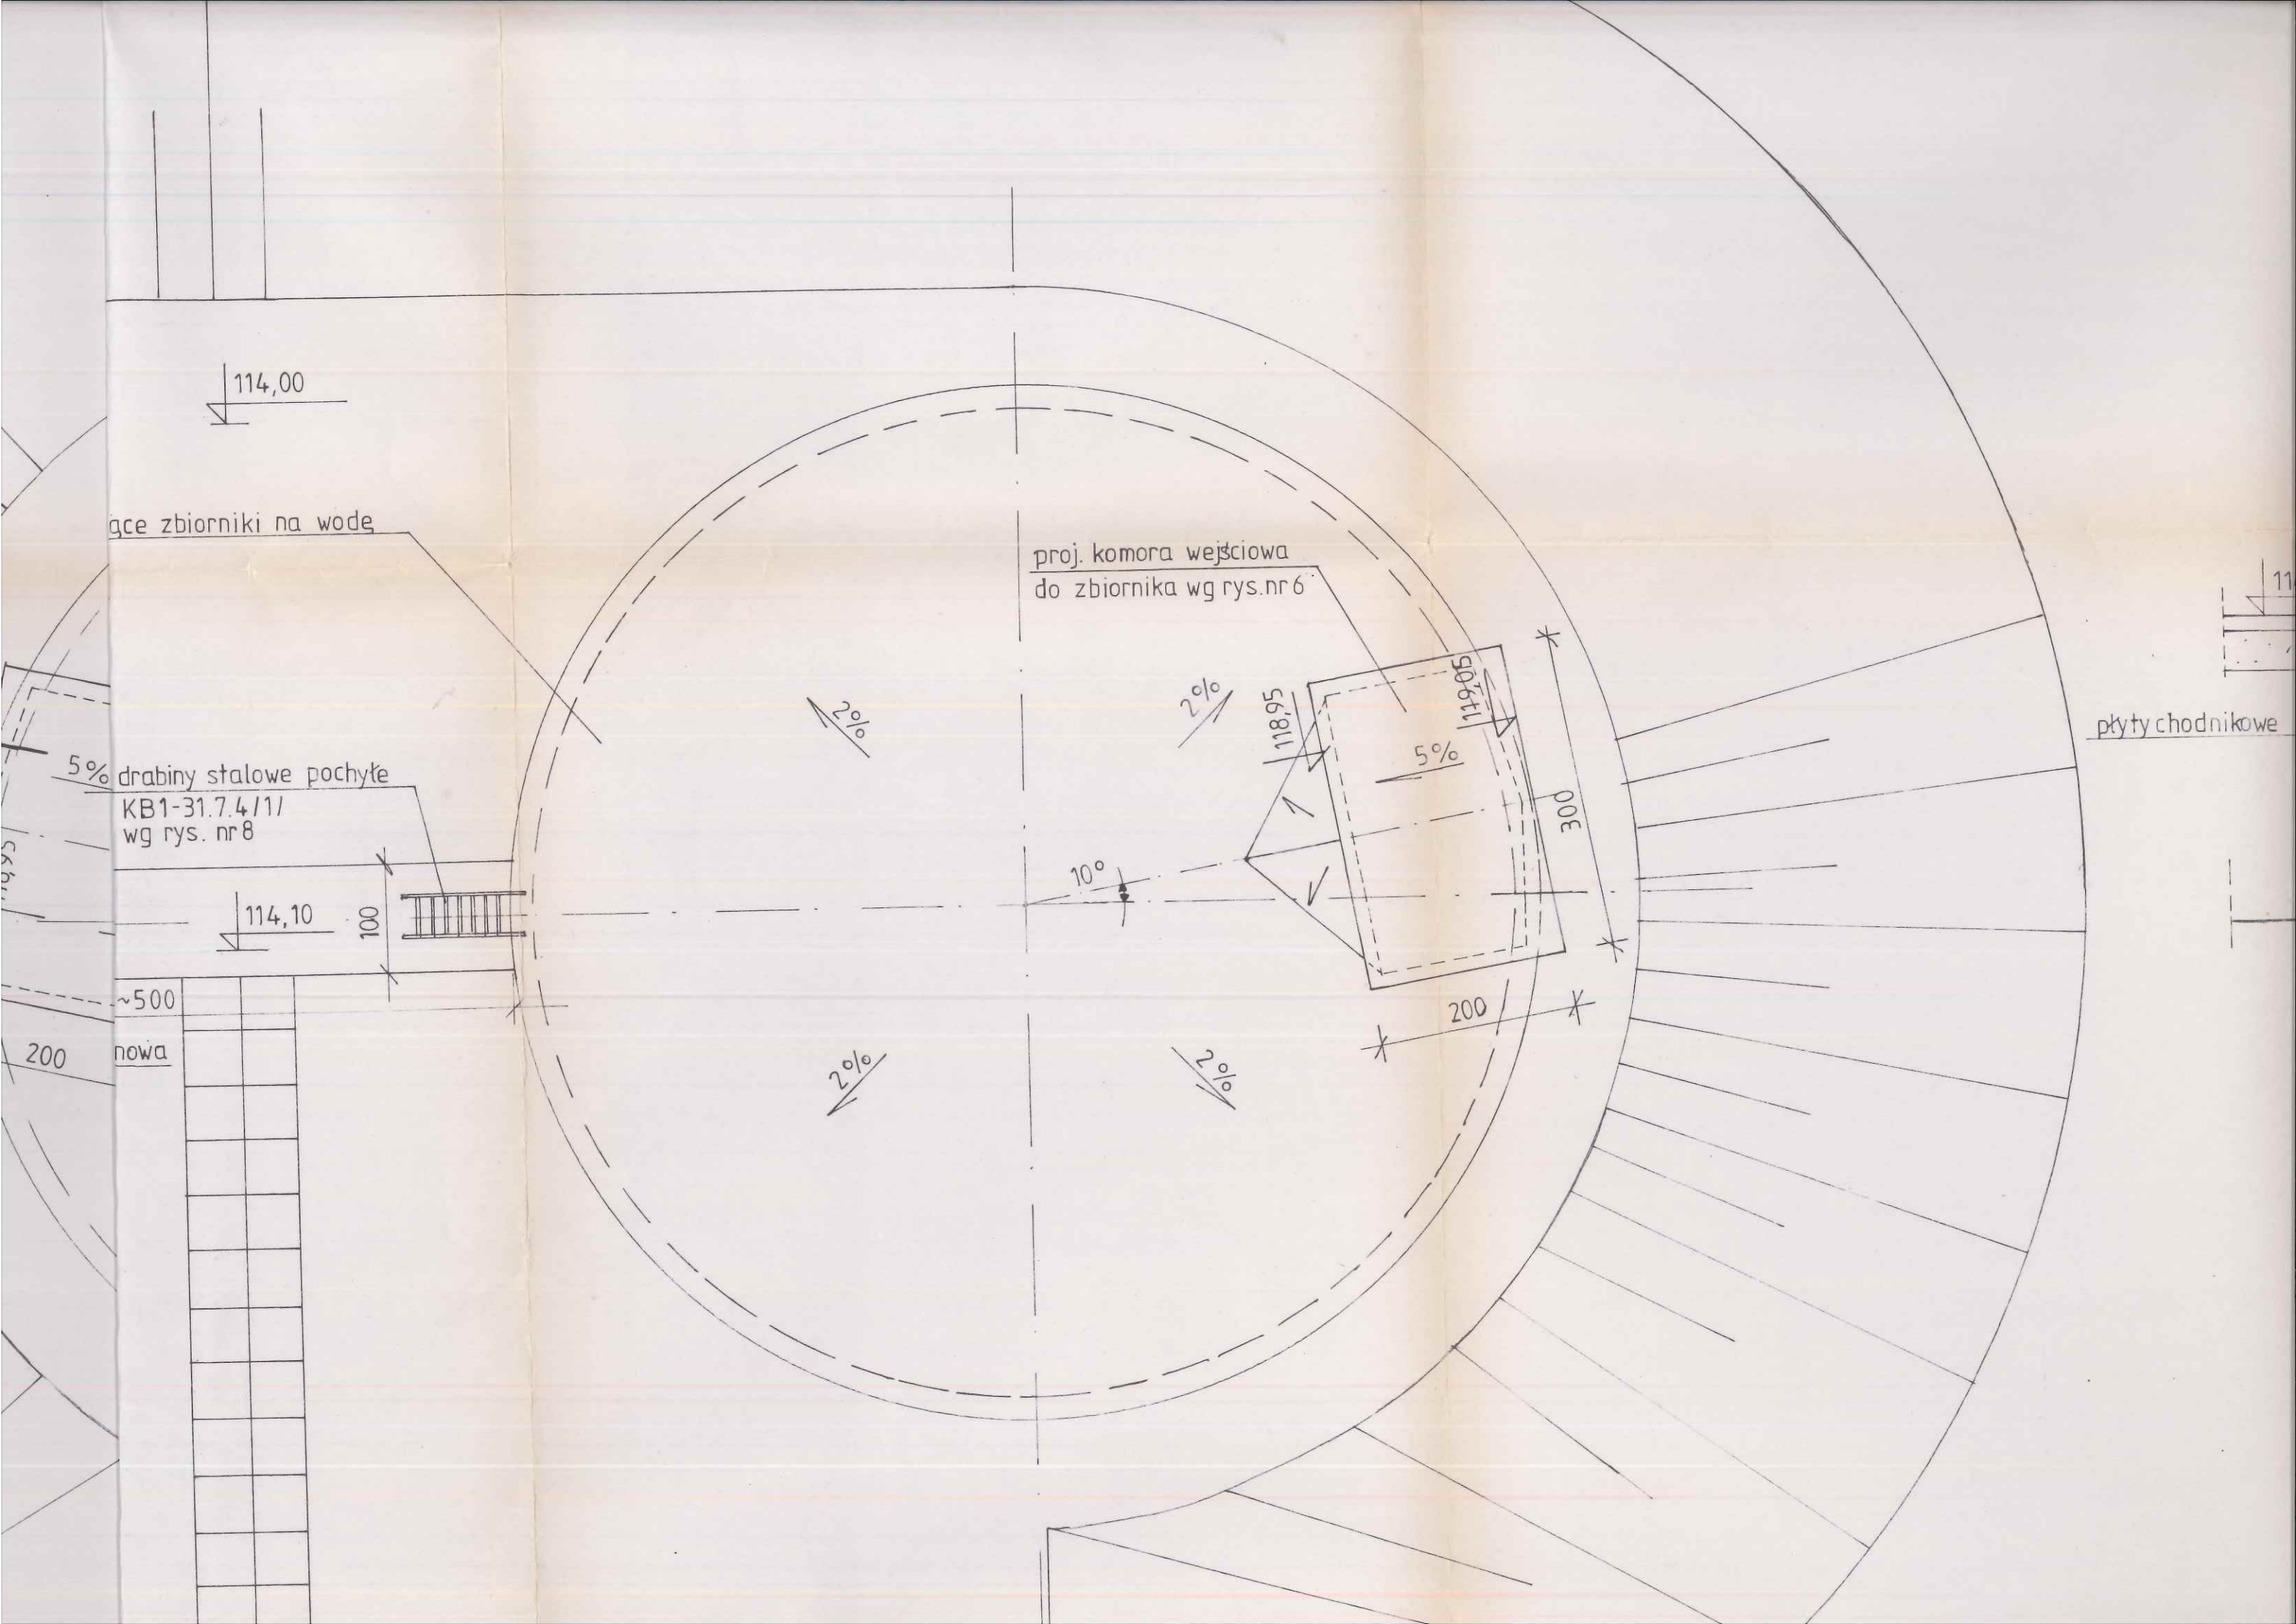 114,00
ące zbiorniki na wodę
proj. komora wejściowa
do zbiornika wg rys.nr 6
11
płyty chodnikowe
2%
2%
118,95
119,05
5%
300
5%
drabiny stalowe pochyłe
KB1-31.7.4/1/
wg rys. nr 8
10°
114,10
100
~500
200
nowa
200
2%
2%